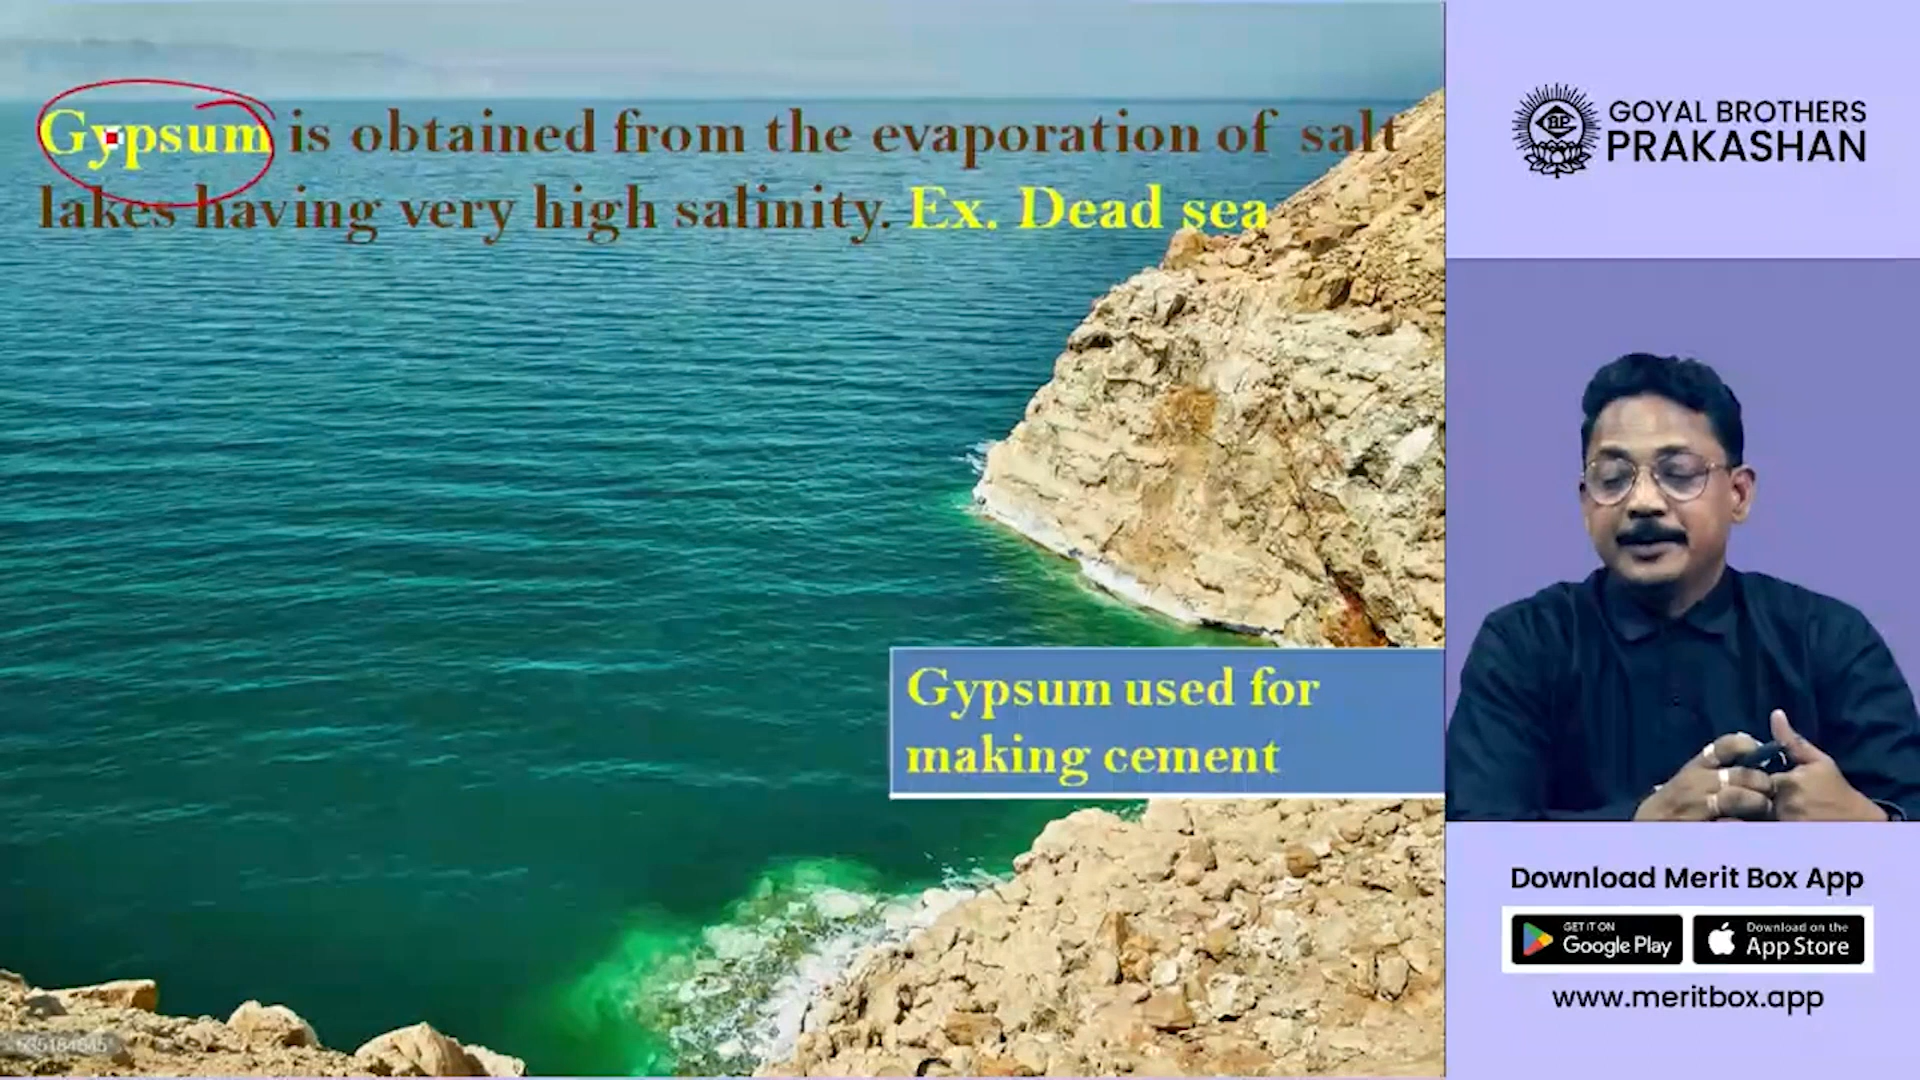 Gypsum is obtained from the evaporation of salt
lakes having very high salinity. Ex. Dead sea
Gypsum used for
making cement
GOYAL BROTHERS
PRAKASHAN
Download Merit Box App
GET IT ON
Google Play
Download on the
App Store
www.meritbox.app